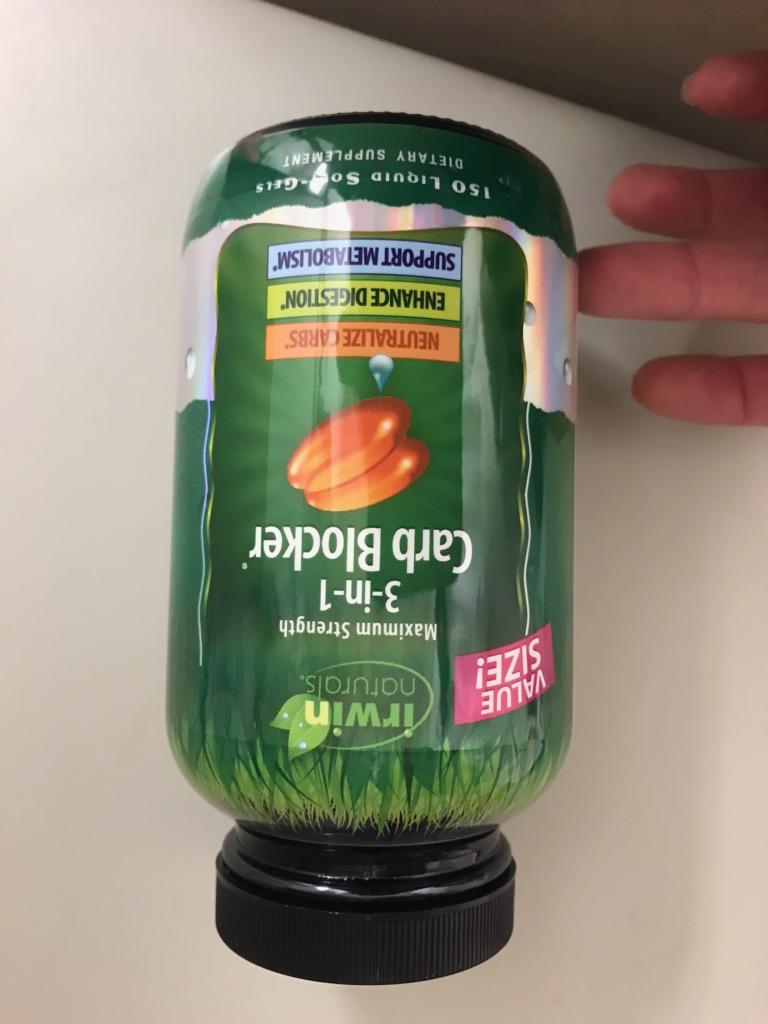 irwin
naturals.
VALUE
SIZE!
Maximum Strength
3-in-1
Carb Blocker®
NEUTRALIZE CARBS*
ENHANCE DIGESTION*
SUPPORT METABOLISM*
150 LIQUID SOFT-GELS
DIETARY SUPPLEMENT